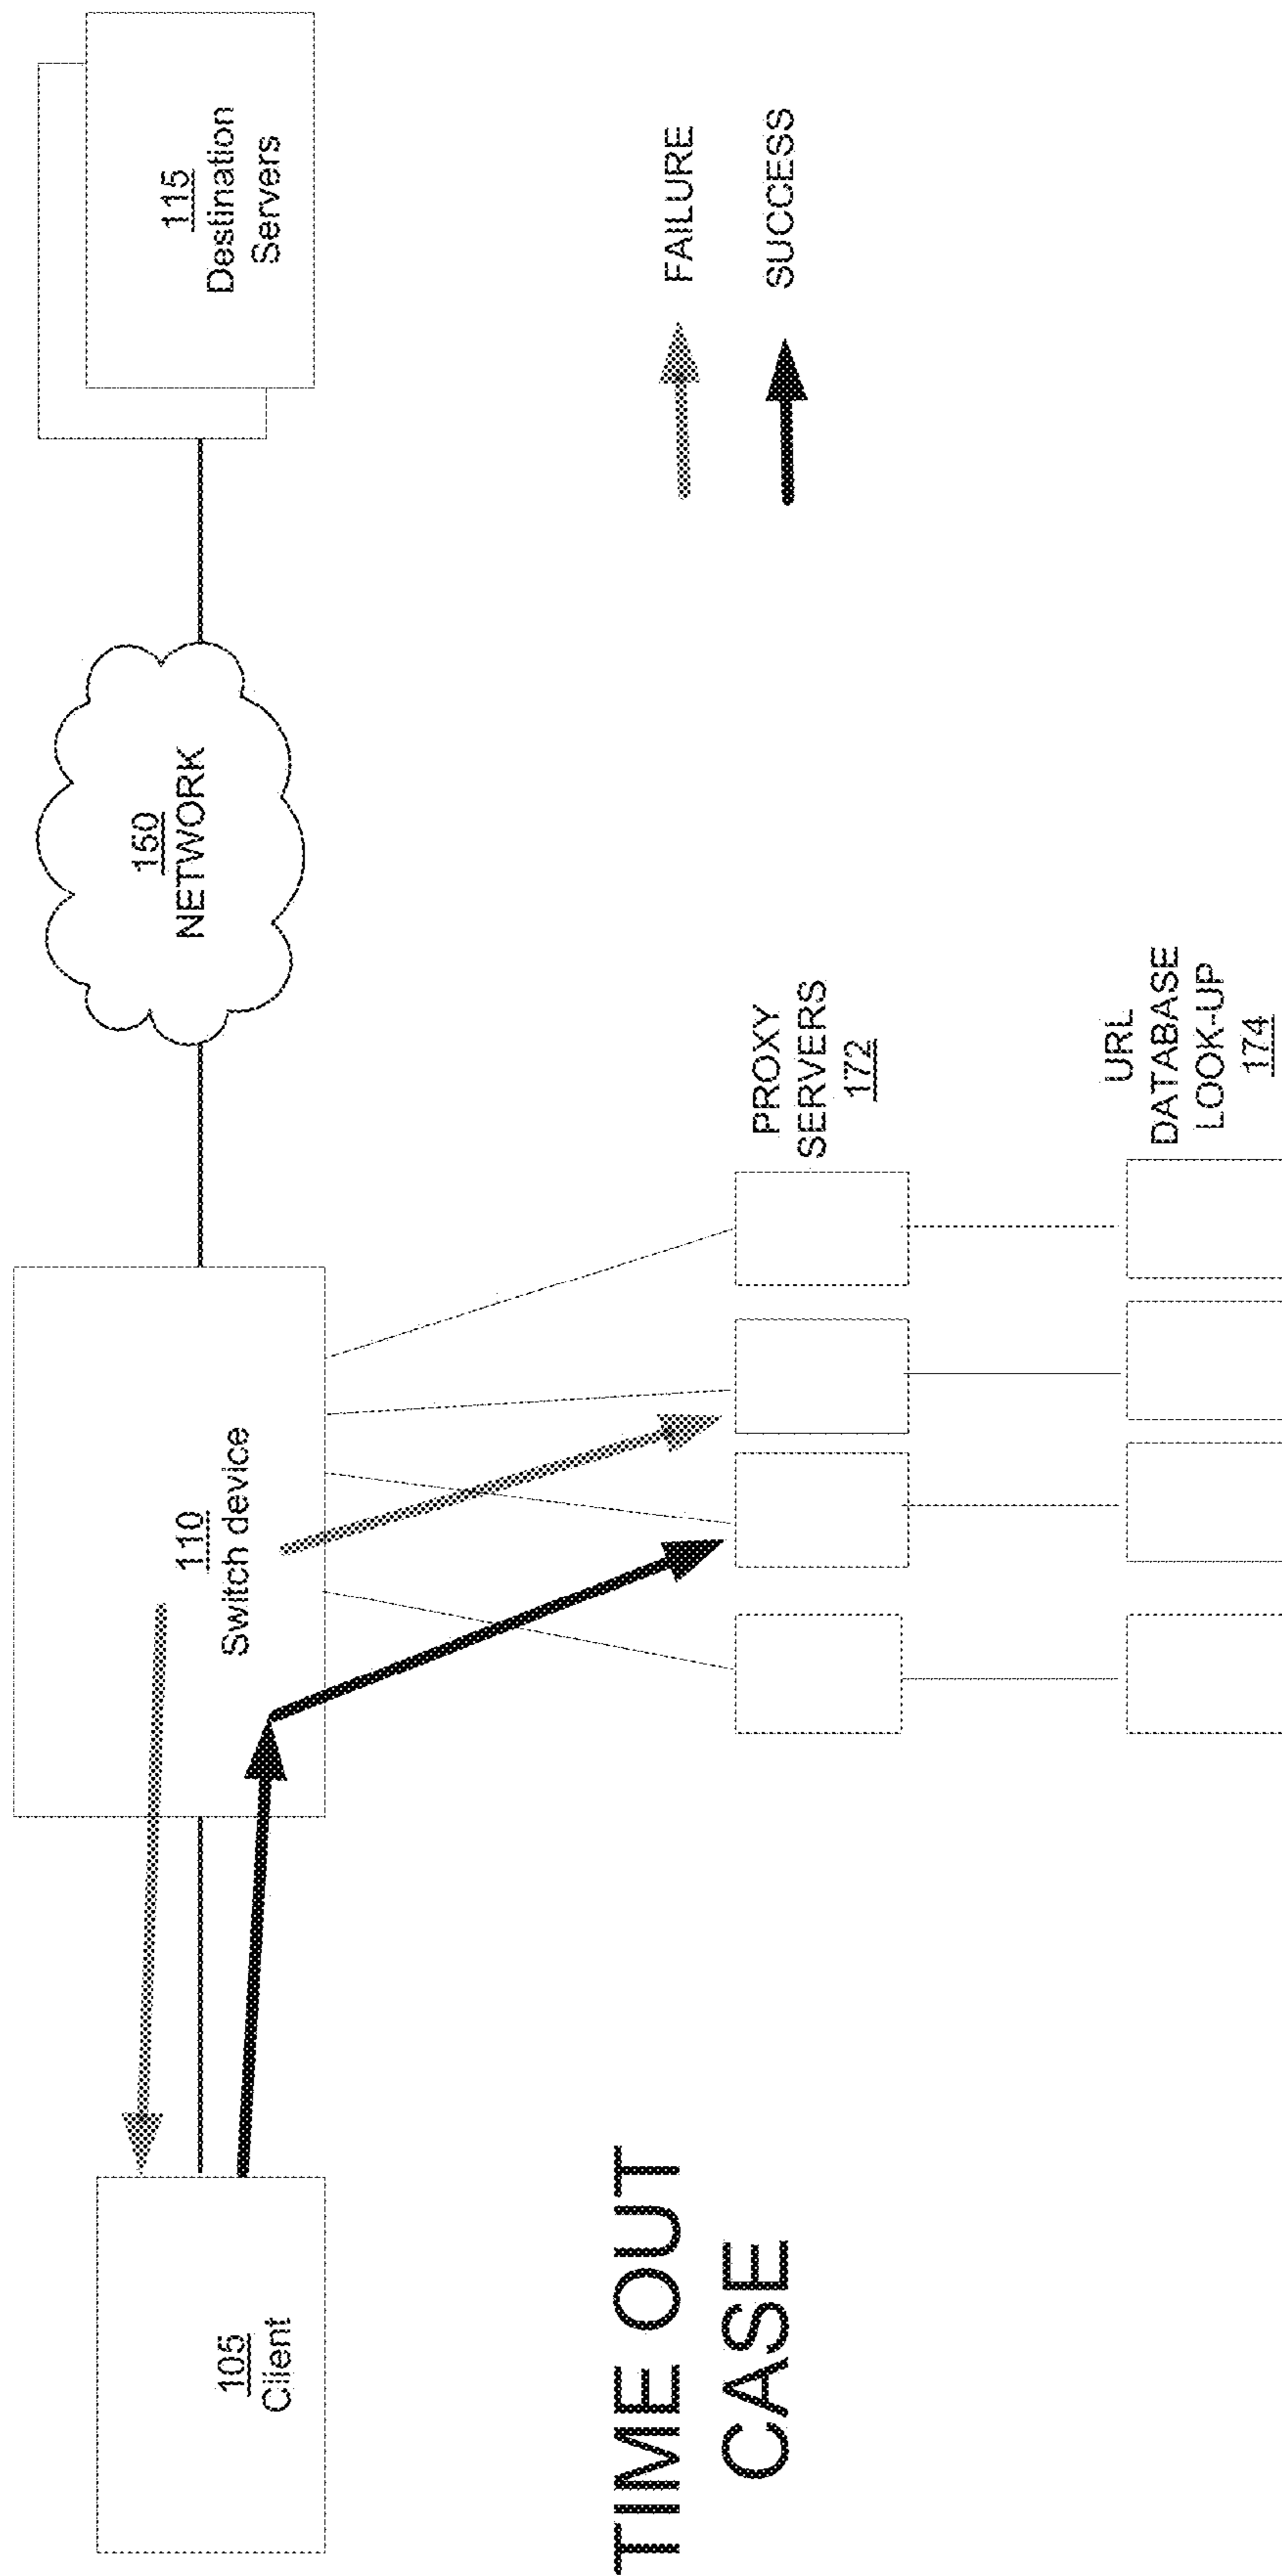 105
Client
110
Switch device
150
NETWORK
115
Destination
Servers
TIME OUT
CASE
PROXY
SERVERS
172
URL
DATABASE
LOOK-UP
174
FAILURE
SUCCESS